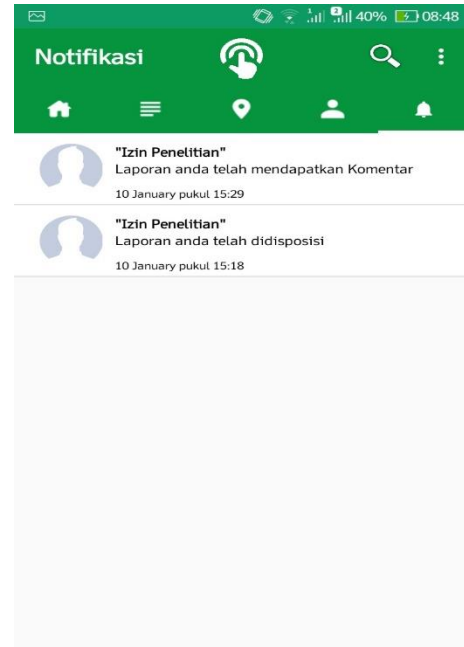 40% 08:48
Notifikasi
"Izin Penelitian"
Laporan anda telah mendapatkan Komentar
10 January pukul 15:29
"Izin Penelitian"
Laporan anda telah didisposisi
10 January pukul 15:18